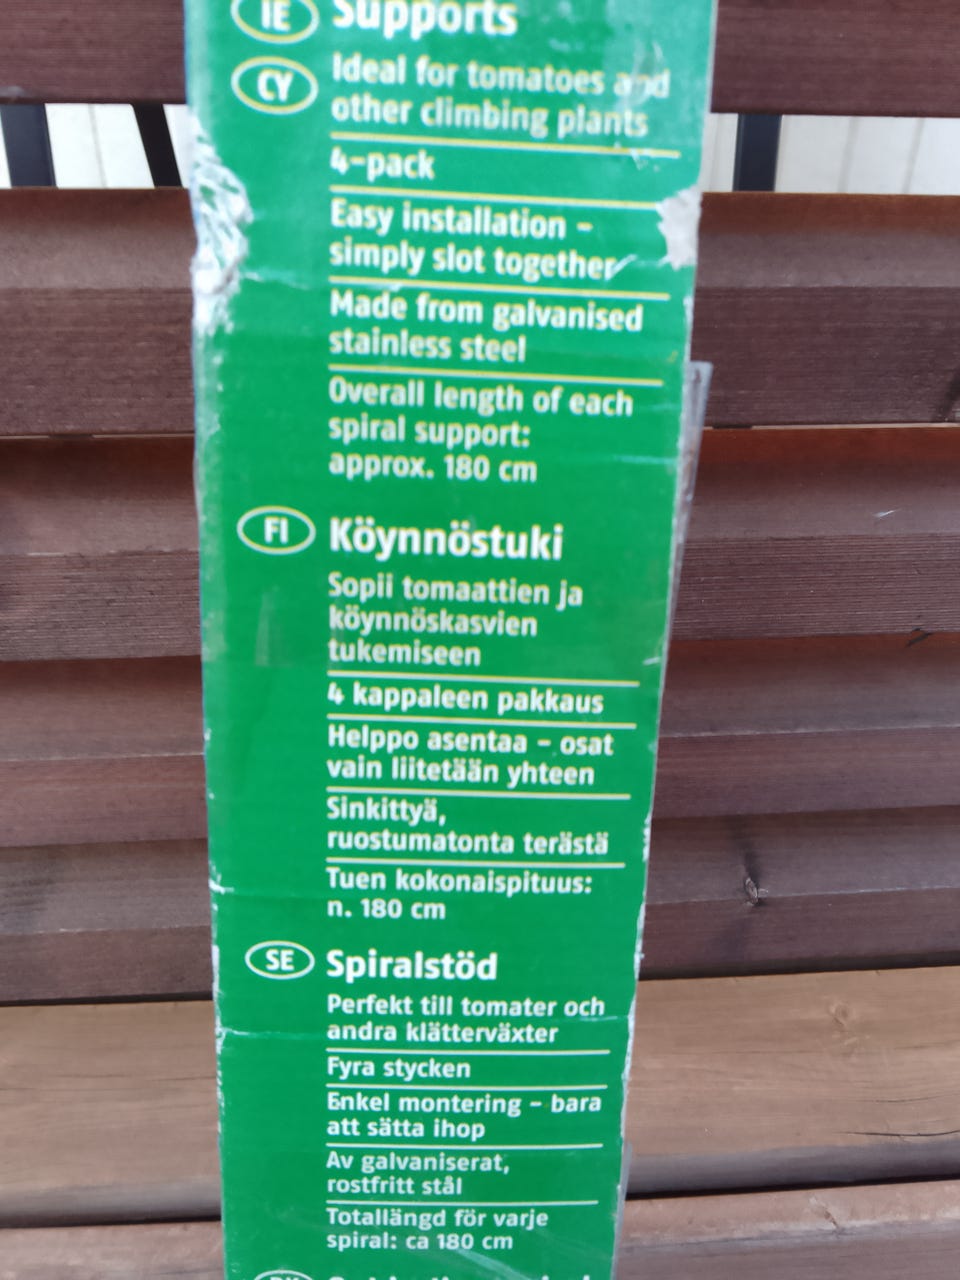 IE Supports
CY Ideal for tomatoes and
other climbing plants
4-pack
Easy installation –
simply slot together
Made from galvanised
stainless steel
Overall length of each
spiral support:
approx. 180 cm
FI Köynnöstuki
Sopii tomaattien ja
köynnöskasvien
tukemiseen
4 kappaleen pakkaus
Helppo asentaa – osat
vain liitetään yhteen
Sinkittyä,
ruostumatonta terästä
Tuen kokonaispituus:
n. 180 cm
SE Spiralstöd
Perfekt till tomater och
andra klätterväxter
Fyra stycken
Enkel montering – bara
att sätta ihop
Av galvaniserat,
rostfritt stål
Totallängd för varje
spiral: ca 180 cm